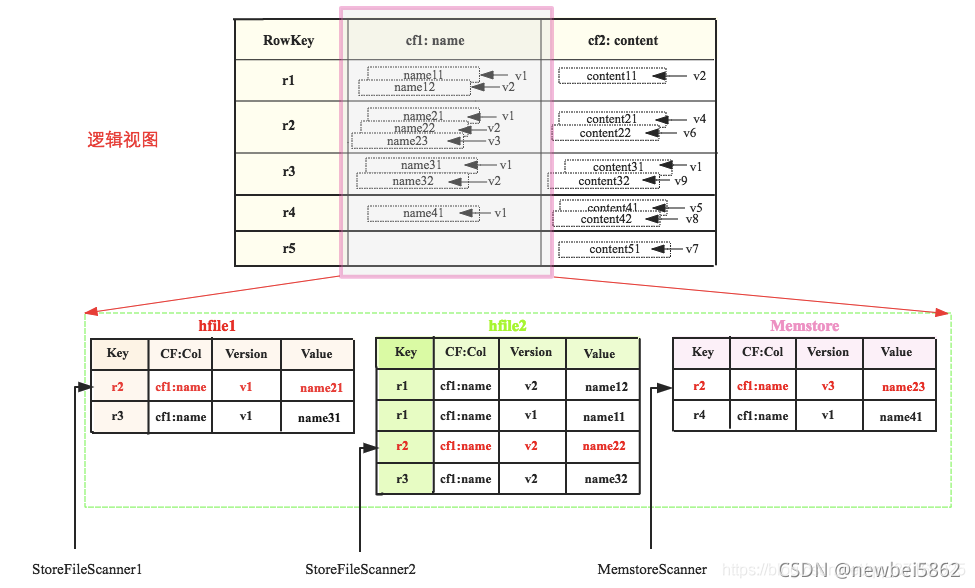 RowKey cf1: name cf2: content
r1 name11 v1 content11 v2
name12 v2
r2 name21 v1 content21 v4
name22 v2 content22 v6
name23 v3
逻辑视图
r3 name31 v1 content31 v1
name32 v2 content32 v9
r4 name41 v1 content41 v5
content42 v8
r5 content51 v7
hfile1
Key CF:Col Version Value
r2 cf1:name v1 name21
r3 cf1:name v1 name31
hfile2
Key CF:Col Version Value
r1 cf1:name v2 name12
r1 cf1:name v1 name11
r2 cf1:name v2 name22
r3 cf1:name v2 name32
Memstore
Key CF:Col Version Value
r2 cf1:name v3 name23
r4 cf1:name v1 name41
StoreFileScanner1 StoreFileScanner2 MemstoreScanner
CSDN @newbei5862